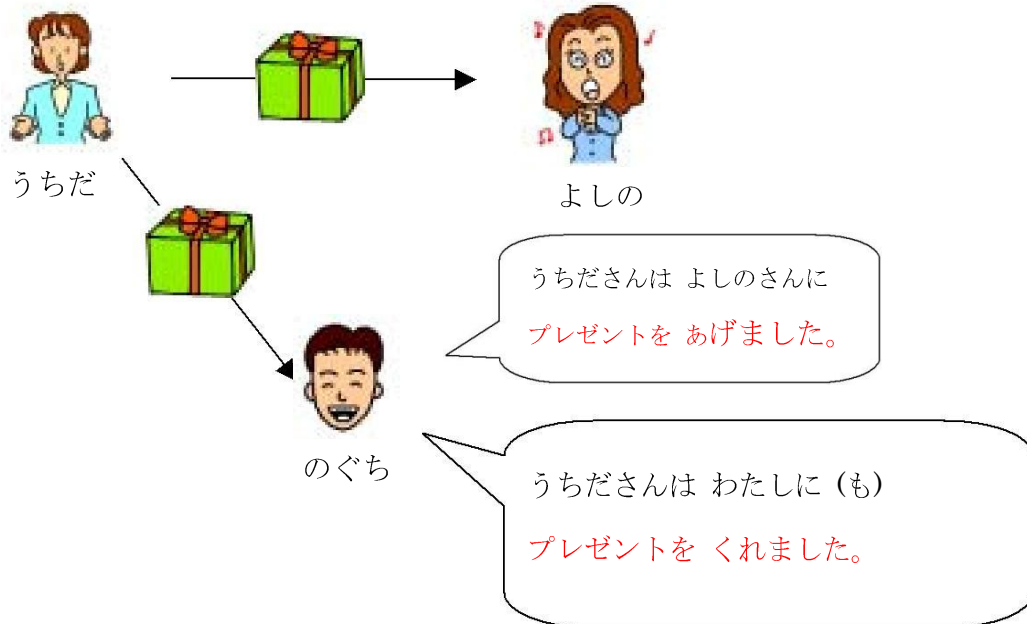 うちだ
よしの
うちださんは よしのさんに
プレゼントを あげました。
のぐち
うちださんは わたしに (も)
プレゼントを くれました。